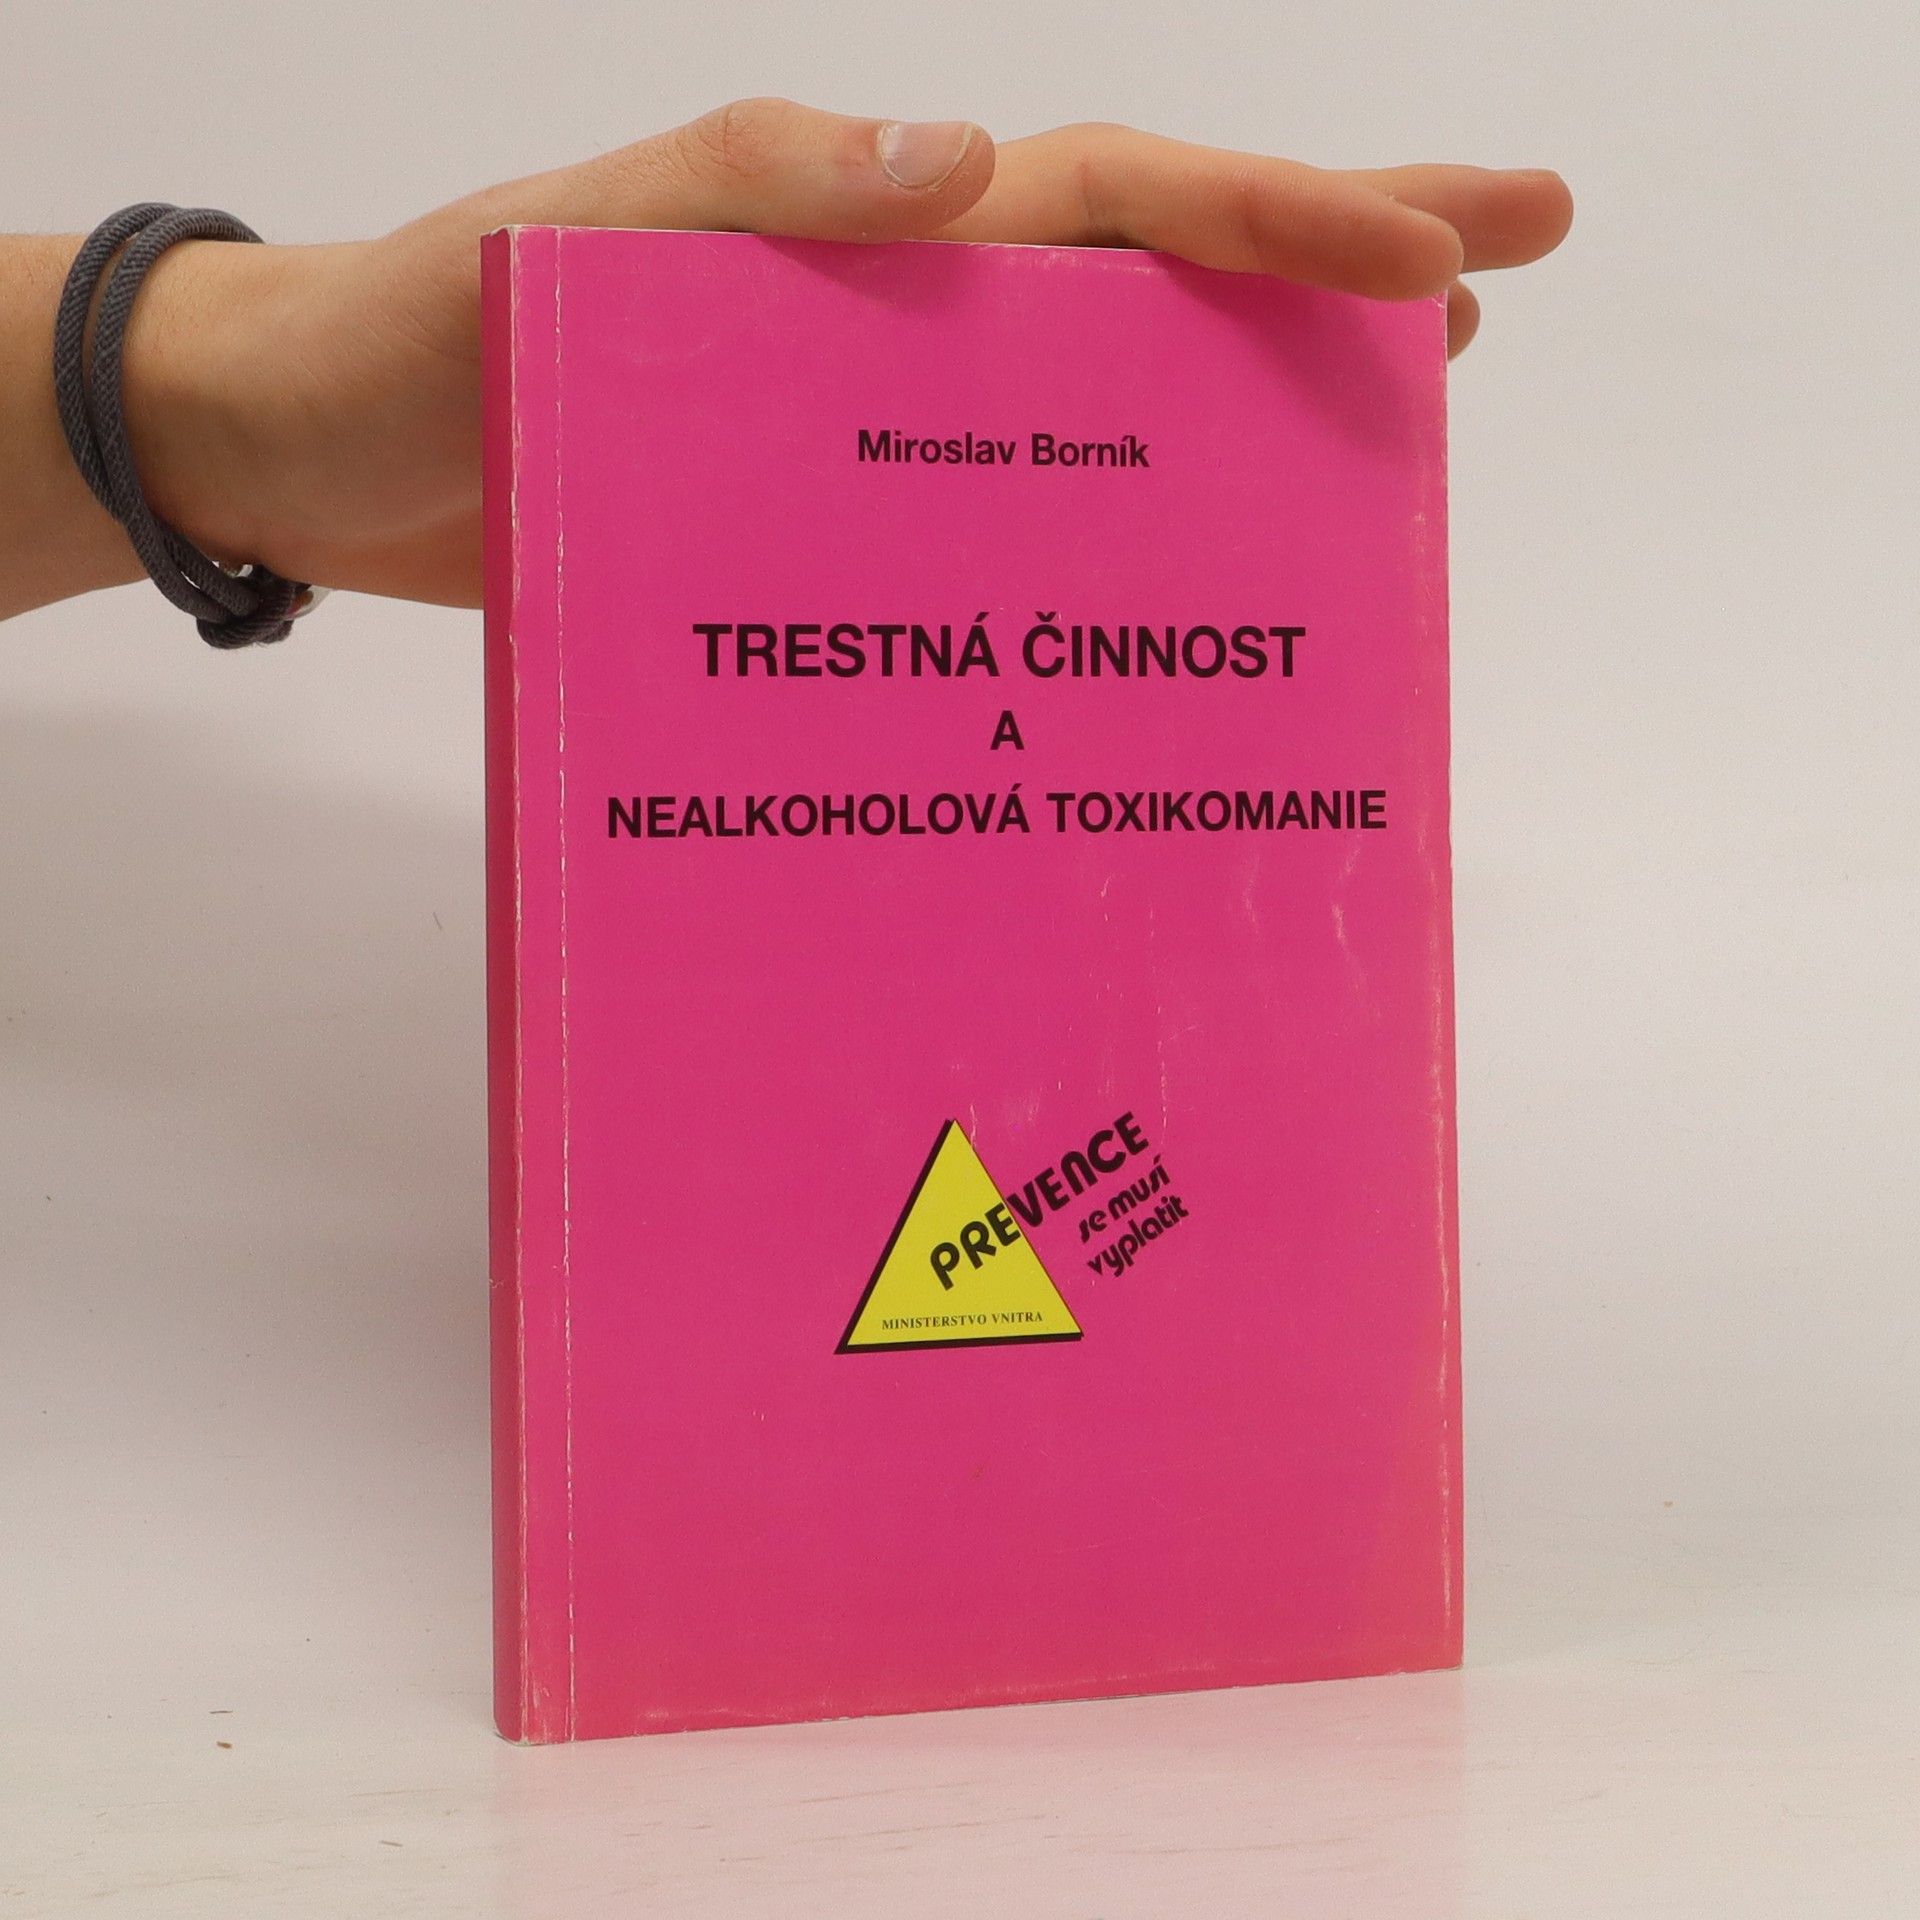 Miroslav Borník
TRESTNÁ ČINNOST
A
NEALKOHOLOVÁ TOXIKOMANIE
PREVENCE
se musí
vyplatit
MINISTERSTVO VNITRA